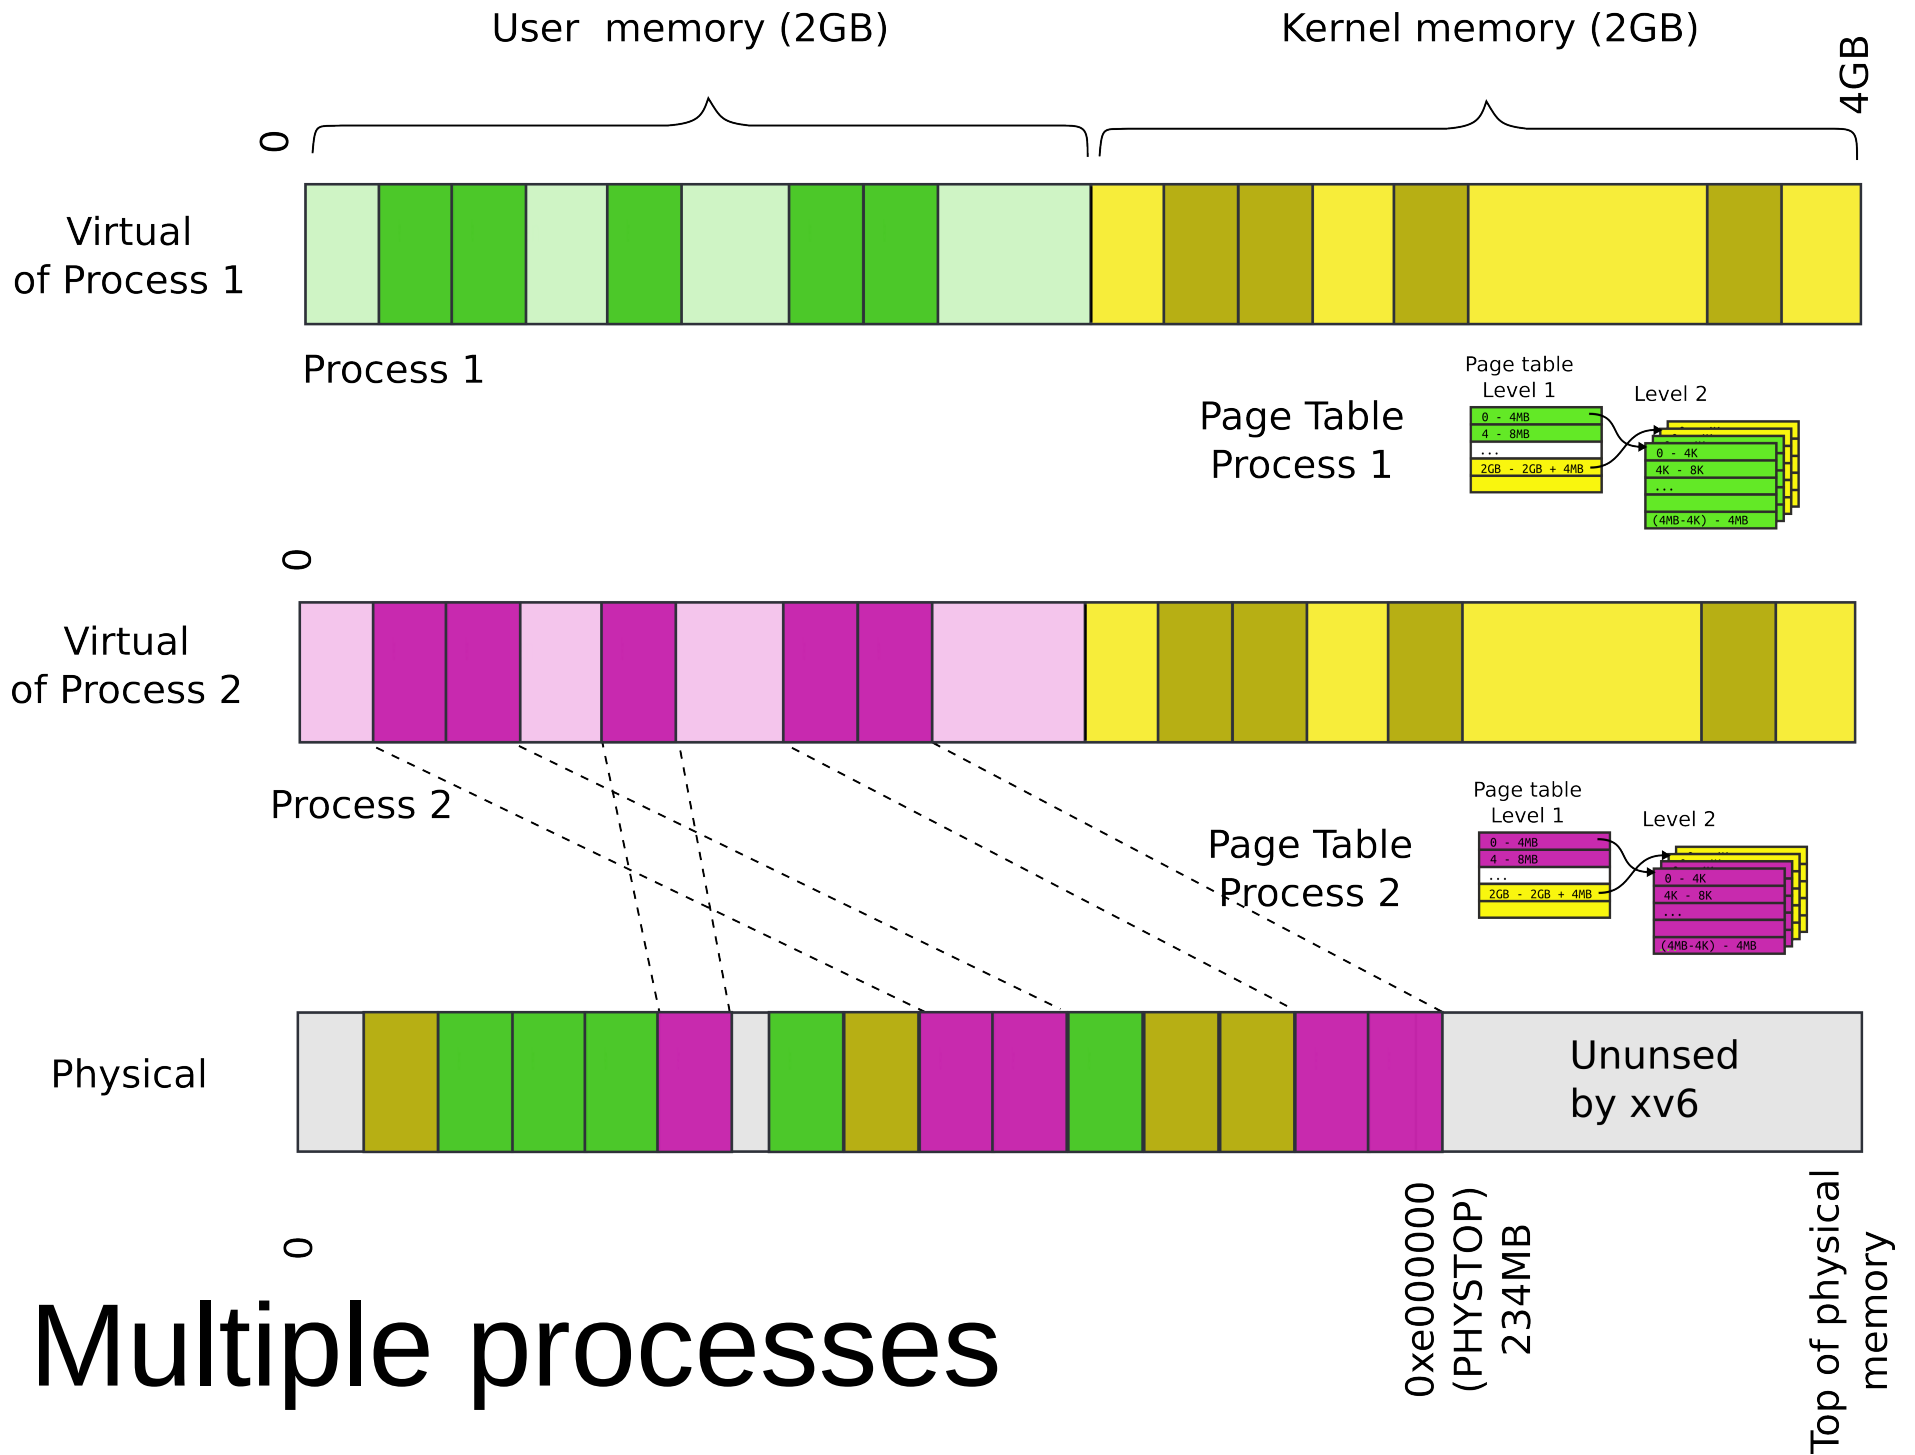 User  memory (2GB)
Kernel memory (2GB)
4GB
0
Virtual
of Process 1
Process 1
Page Table
Process 1
Page table
Level 1
0 - 4MB
4 - 8MB
...
2GB - 2GB + 4MB
Level 2
0 - 4K
4K - 8K
...
(4MB-4K) - 4MB
0
Virtual
of Process 2
Process 2
Page Table
Process 2
Page table
Level 1
0 - 4MB
4 - 8MB
...
2GB - 2GB + 4MB
Level 2
0 - 4K
4K - 8K
...
(4MB-4K) - 4MB
Physical
Ununsed
by xv6
0
0xe000000
(PHYSTOP)
234MB
Top of physical
memory
Multiple processes